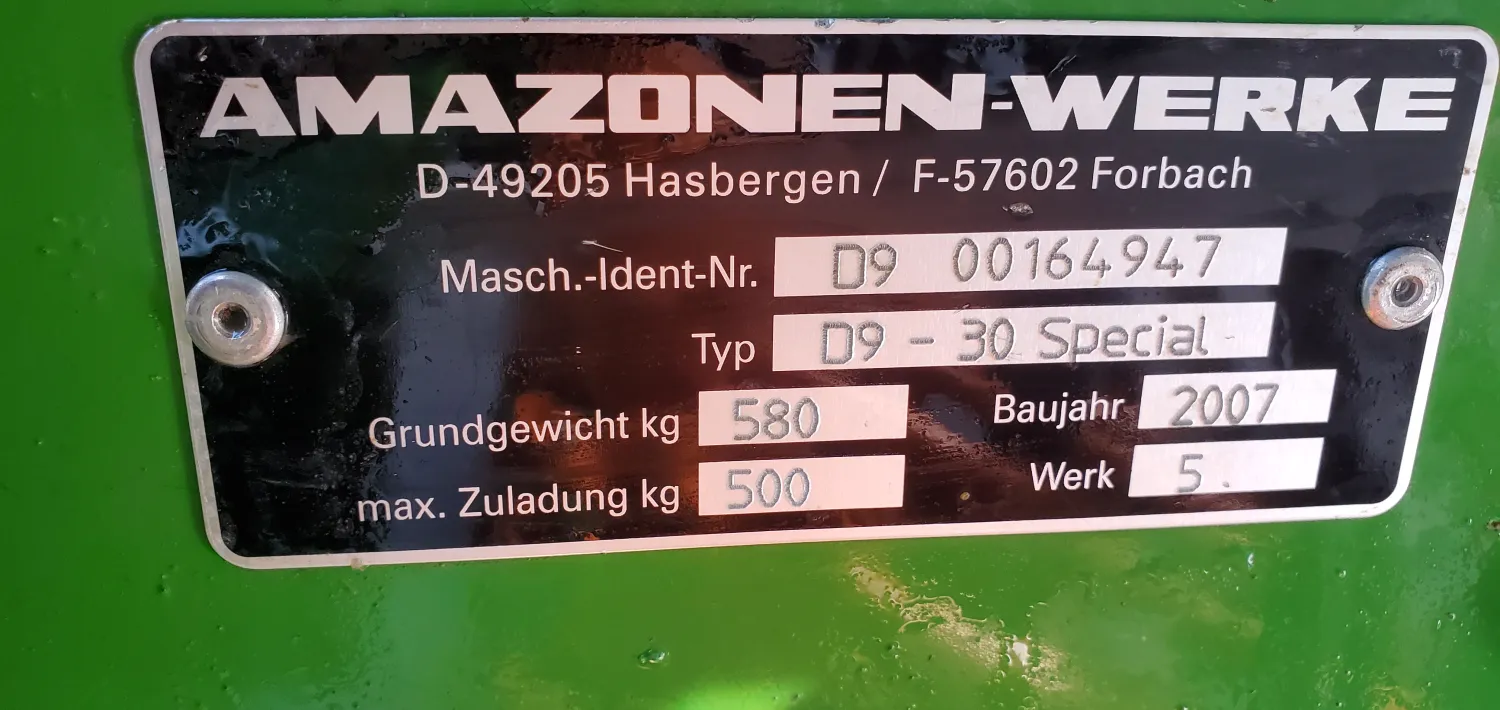 AMAZONEN-WERKE
D-49205 Hasbergen / F-57602 Forbach
Masch.-Ident-Nr. D9 00164947
Typ D9 - 30 Special
Grundgewicht kg 580 Baujahr 2007
max. Zuladung kg 500 Werk 5.